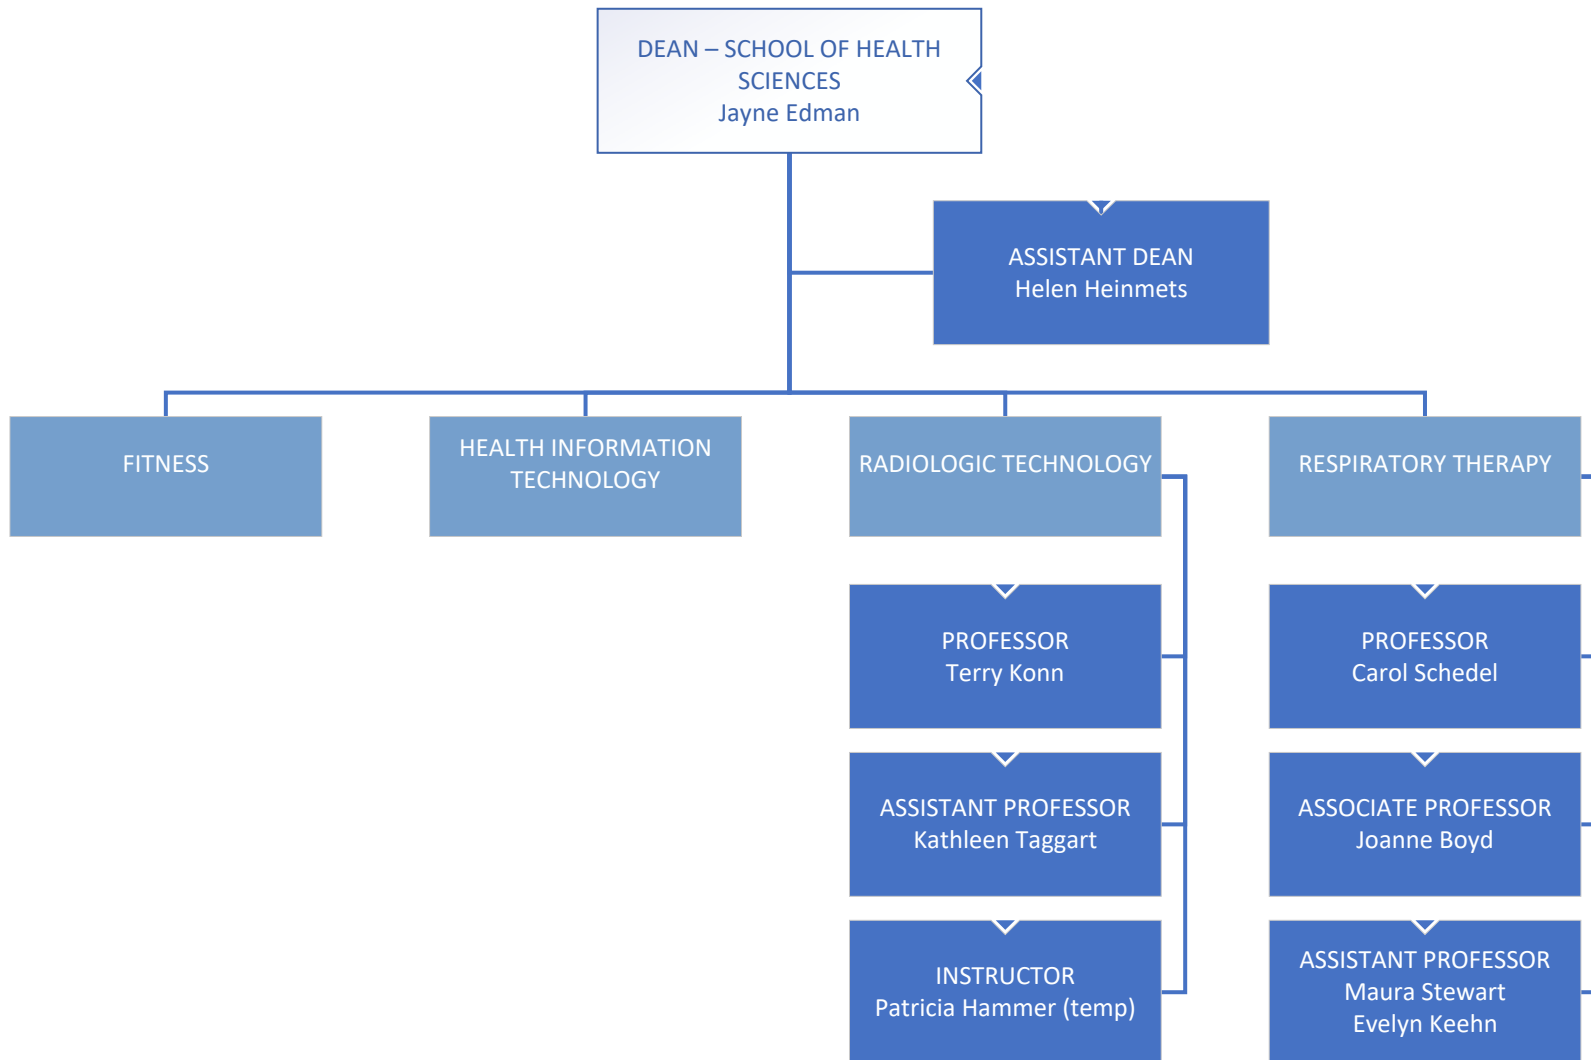 DEAN – SCHOOL OF HEALTH
SCIENCES
Jayne Edman
ASSISTANT DEAN
Helen Heinmets
FITNESS
HEALTH INFORMATION
TECHNOLOGY
RADIOLOGIC TECHNOLOGY
RESPIRATORY THERAPY
PROFESSOR
Terry Konn
PROFESSOR
Carol Schedel
ASSISTANT PROFESSOR
Kathleen Taggart
ASSOCIATE PROFESSOR
Joanne Boyd
INSTRUCTOR
Patricia Hammer (temp)
ASSISTANT PROFESSOR
Maura Stewart
Evelyn Keehn